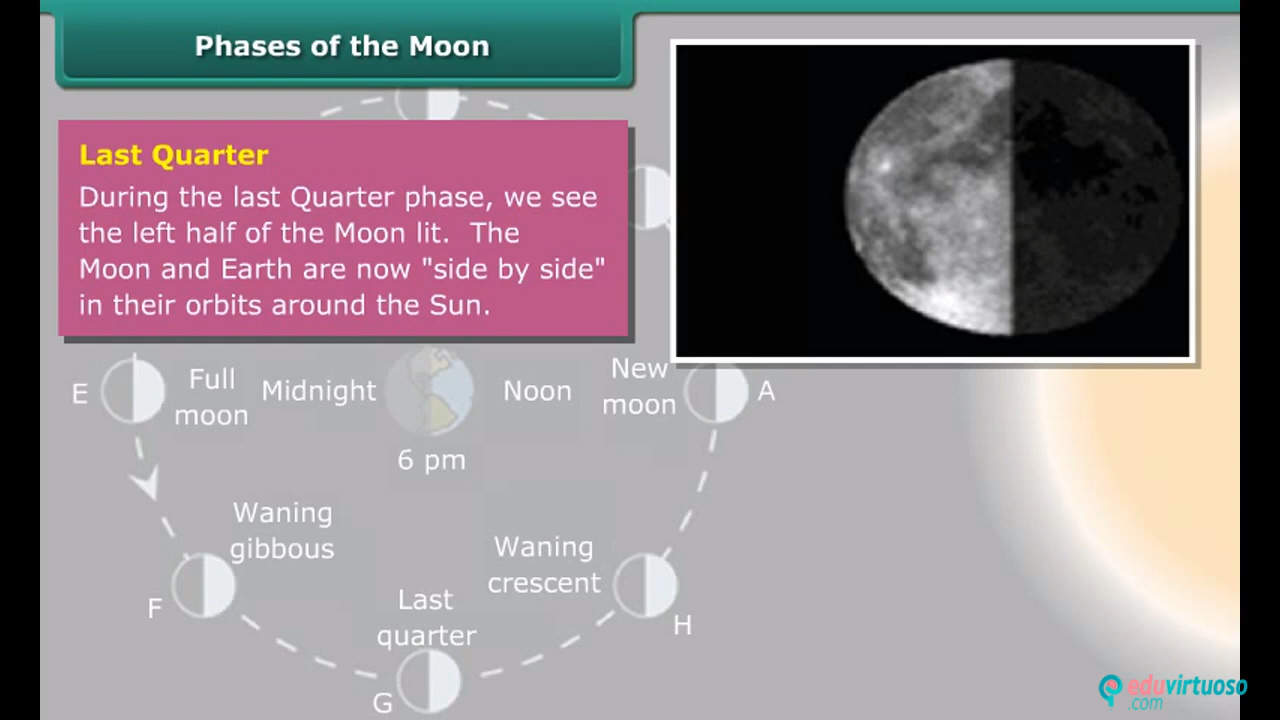 Phases of the Moon
Last Quarter
During the last Quarter phase, we see
the left half of the Moon lit. The
Moon and Earth are now "side by side"
in their orbits around the Sun.
E
Full
moon
Midnight
Noon
New
moon
A
6 pm
Waning
gibbous
F
Waning
crescent
H
Last
quarter
G
eduvirtuoso
.com